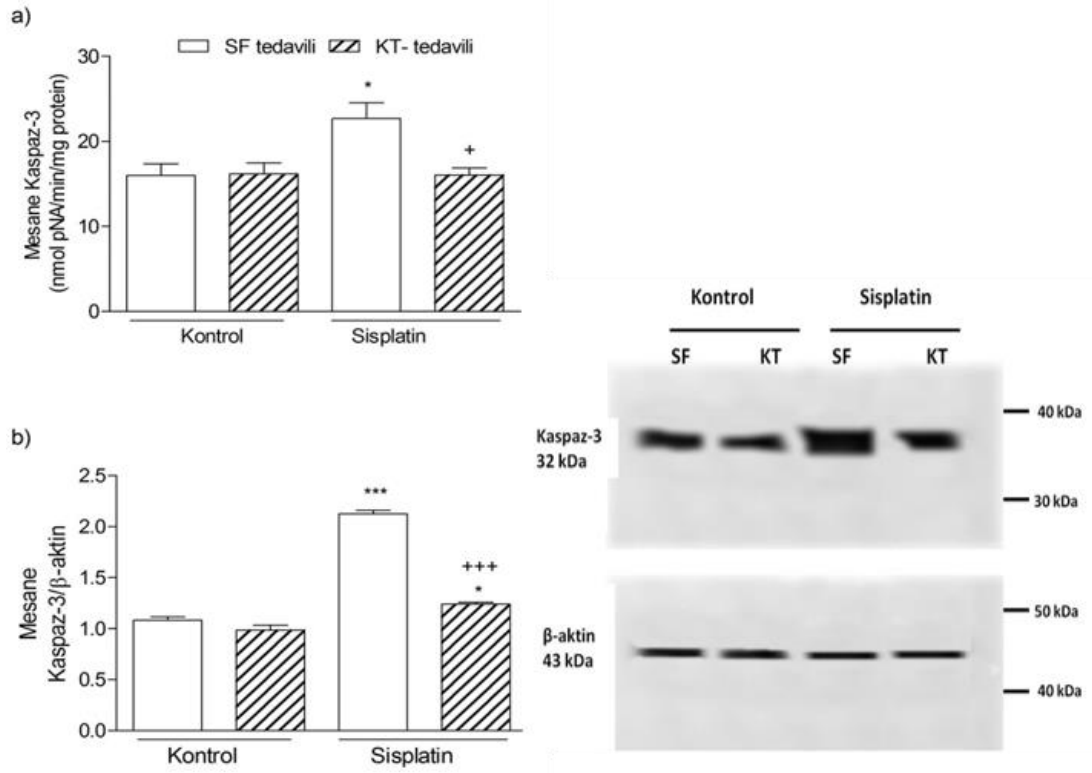 a)
SF tedavili KT- tedavili
Mesane Kaspaz-3
(nmol pNA/min/mg protein)
30
20
10
0
*
+
Kontrol Sisplatin
b)
Mesane
Kaspaz-3/β-aktin
2.5
2.0
1.5
1.0
0.5
0.0
***
+++
*
Kontrol Sisplatin
Kontrol Sisplatin
SF KT SF KT
Kaspaz-3
32 kDa
40 kDa
30 kDa
β-aktin
43 kDa
50 kDa
40 kDa